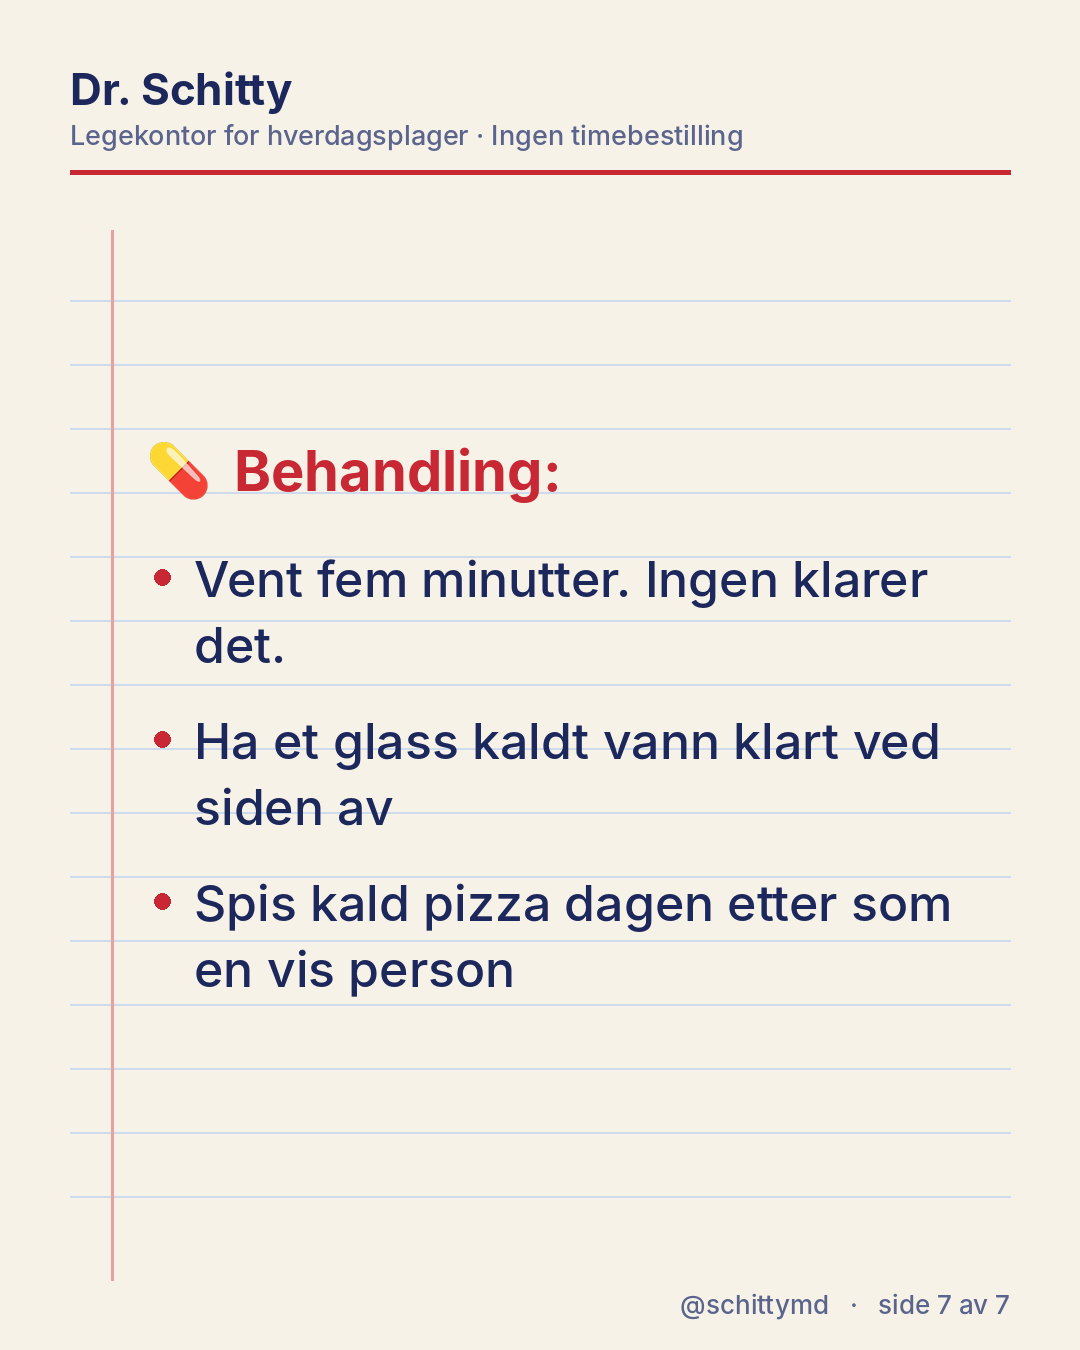 Dr. Schitty
Legekontor for hverdagsplager · Ingen timebestilling
💊 Behandling:
• Vent fem minutter. Ingen klarer
det.
• Ha et glass kaldt vann klart ved
siden av
• Spis kald pizza dagen etter som
en vis person
@schittymd · side 7 av 7